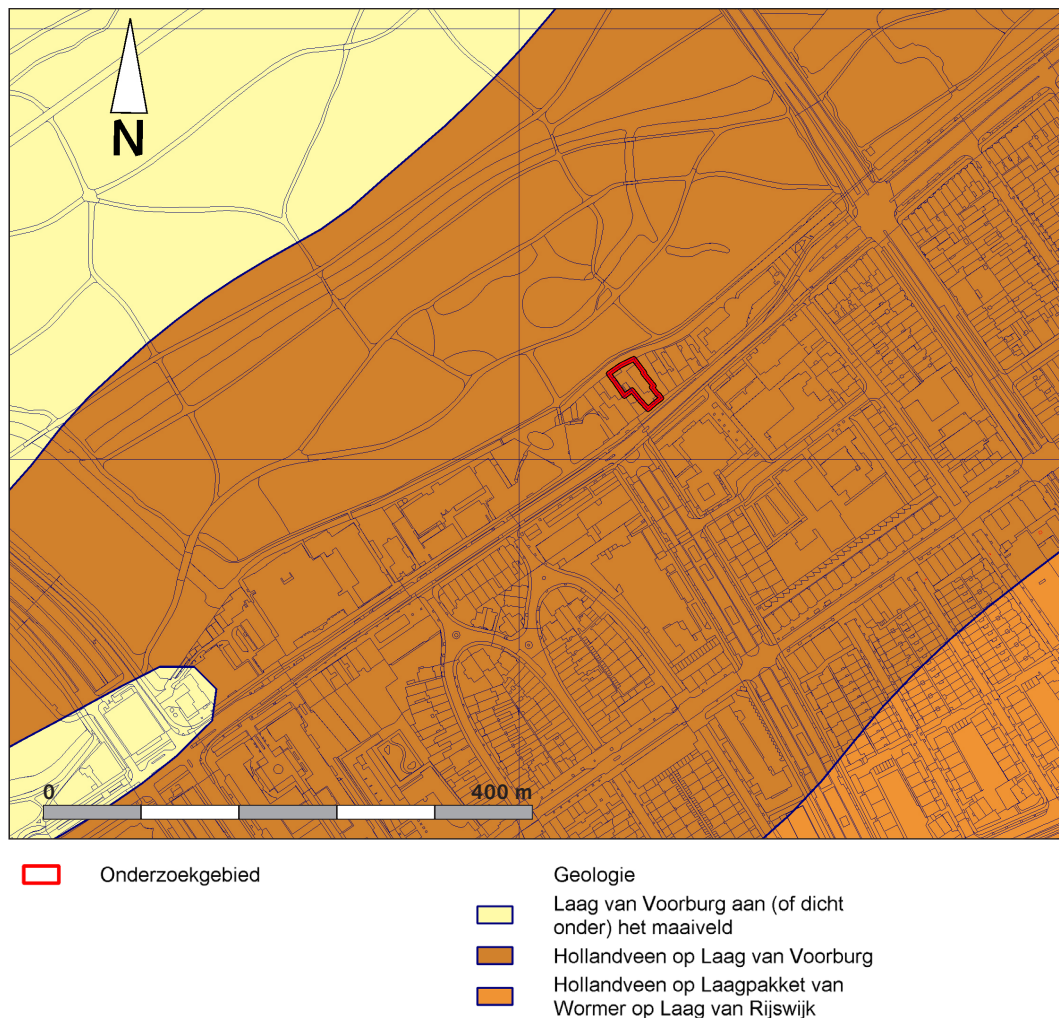 N
0 400 m
Onderzoekgebied
Geologie
Laag van Voorburg aan (of dicht
onder) het maaiveld
Hollandveen op Laag van Voorburg
Hollandveen op Laagpakket van
Wormer op Laag van Rijswijk